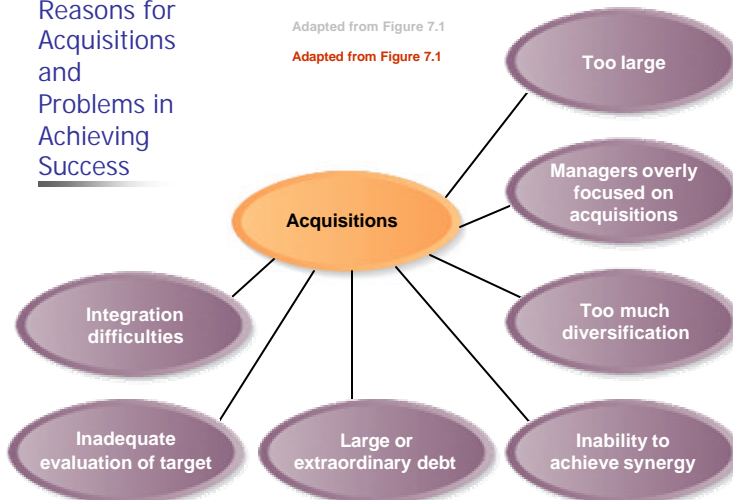 Reasons for
Acquisitions
and
Problems in
Achieving
Success
Adapted from Figure 7.1
Adapted from Figure 7.1
Too large
Managers overly
focused on
acquisitions
Acquisitions
Too much
diversification
Integration
difficulties
Inadequate
evaluation of target
Large or
extraordinary debt
Inability to
achieve synergy